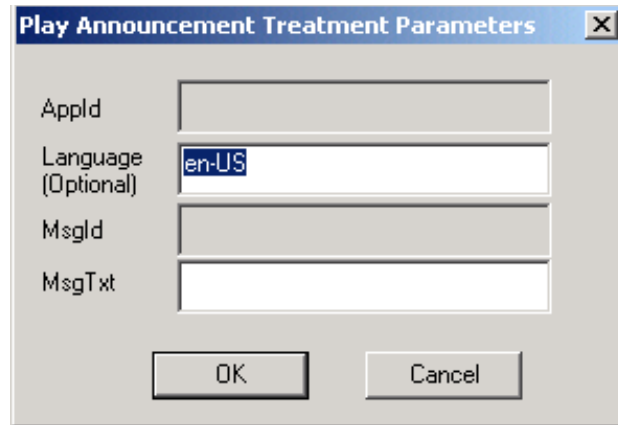 Play Announcement Treatment Parameters
AppId
Language
(Optional)
en-US
MsgId
MsgTxt
OK
Cancel